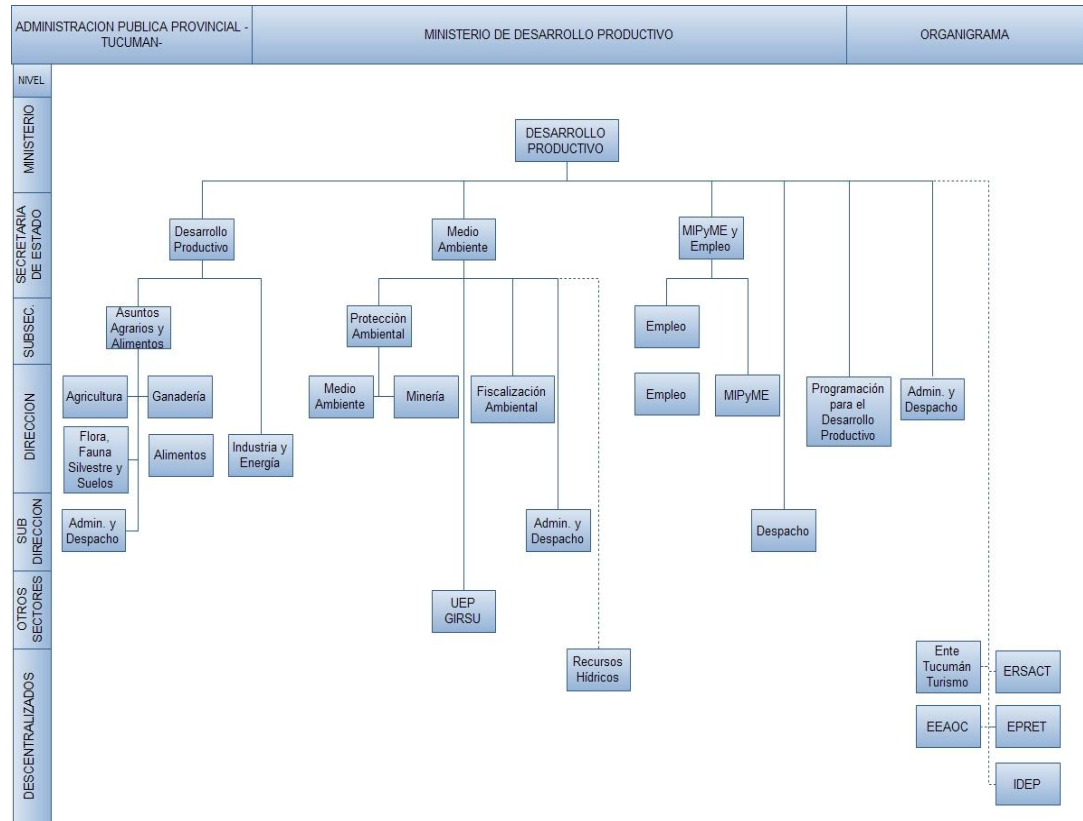 ADMINISTRACION PUBLICA PROVINCIAL -
TUCUMAN-
MINISTERIO DE DESARROLLO PRODUCTIVO
ORGANIGRAMA
NIVEL
MINISTERIO
DESARROLLO
PRODUCTIVO
SECRETARIA
DE ESTADO
Desarrollo
Productivo
Medio
Ambiente
MIPyME y
Empleo
SUBSEC.
Asuntos
Agrarios y
Alimentos
Protección
Ambiental
Empleo
DIRECCION
Agricultura
Ganadería
Medio
Ambiente
Minería
Fiscalización
Ambiental
Empleo
MIPyME
Programación
para el
Desarrollo
Productivo
Admin. y
Despacho
Flora,
Fauna
Silvestre y
Suelos
Alimentos
Industria y
Energía
SUB
DIRECCION
Admin. y
Despacho
Admin. y
Despacho
Despacho
OTROS
SECTORES
UEP
GIRSU
DESCENTRALIZADOS
Recursos
Hídricos
Ente
Tucumán
Turismo
ERSACT
EEAOC
EPRET
IDEP